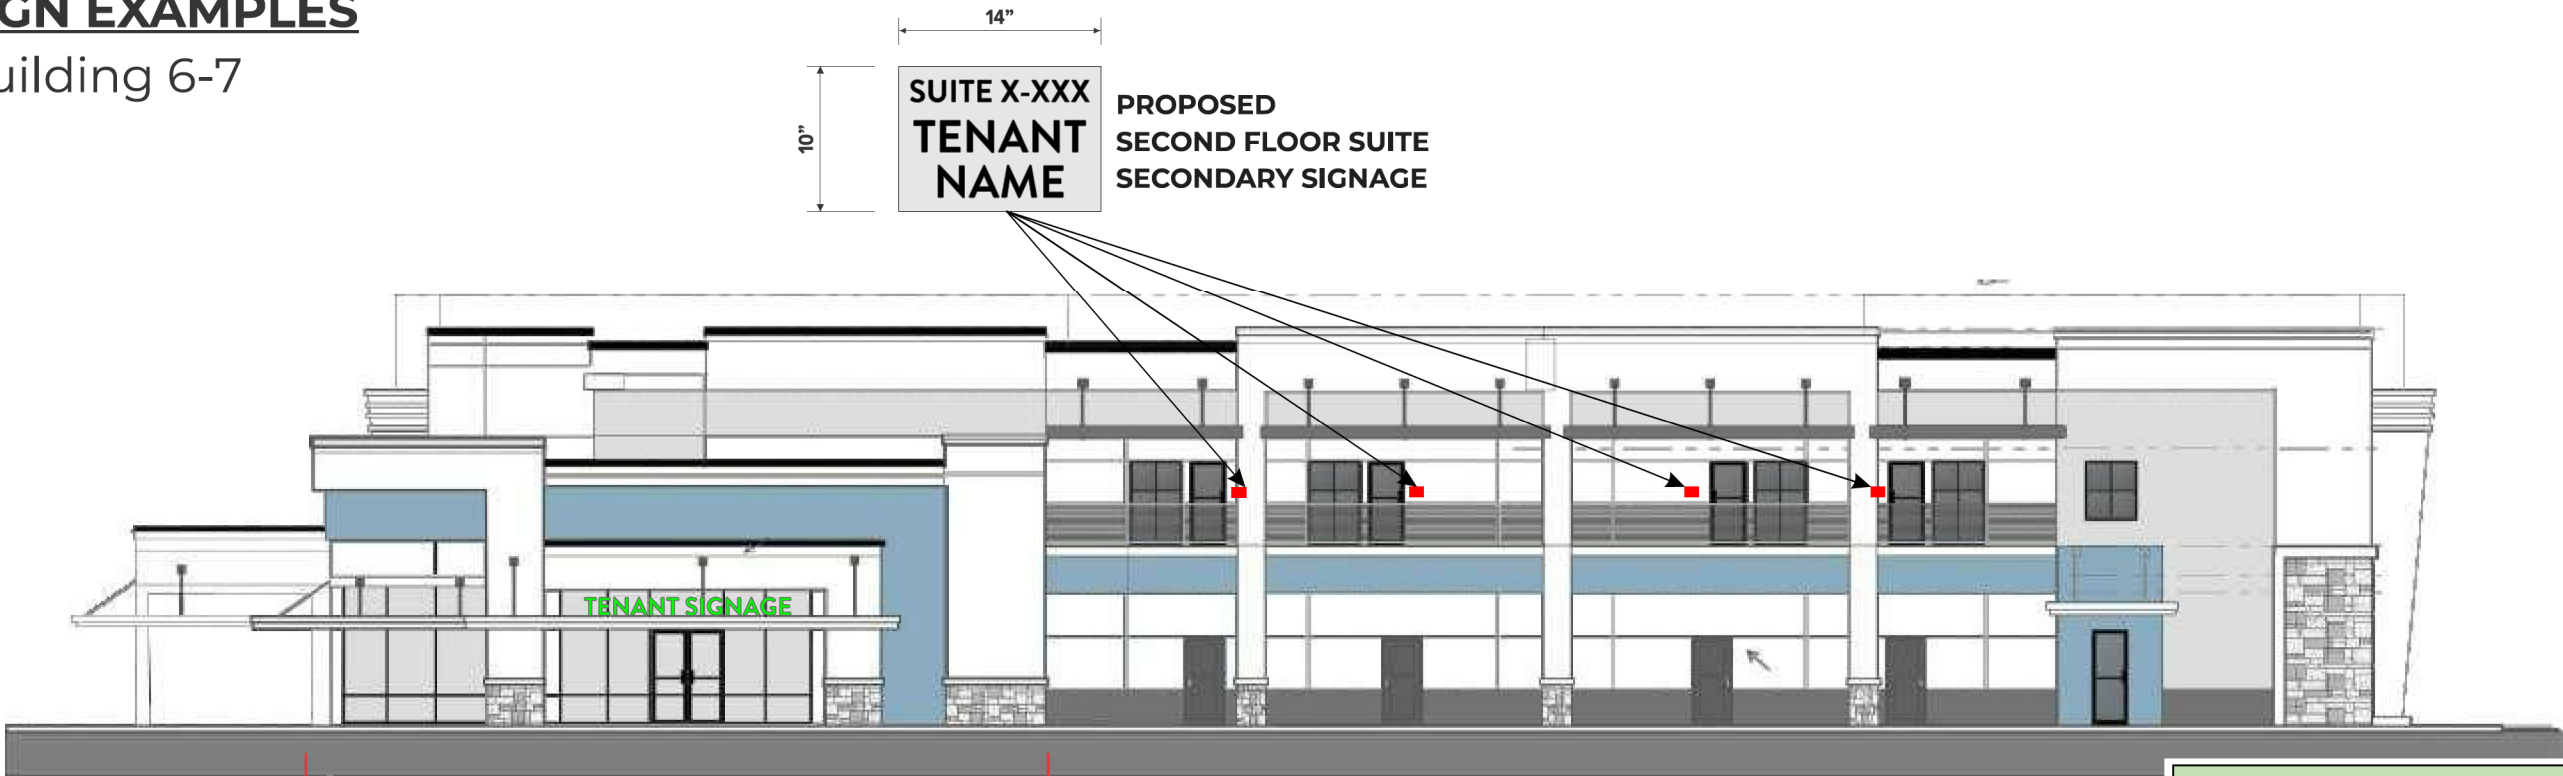 GN EXAMPLES
uilding 6-7
14”
10”
SUITE X-XXX
TENANT
NAME
PROPOSED
SECOND FLOOR SUITE
SECONDARY SIGNAGE
TENANT SIGNAGE